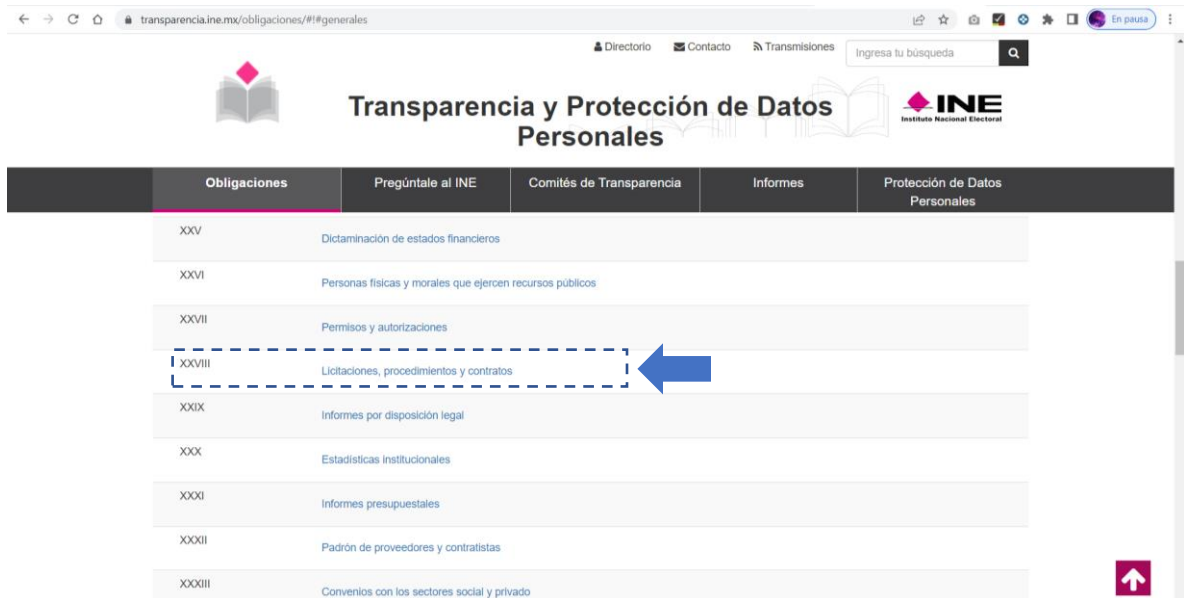 transparencia.ine.mx/obligaciones/#!#generales
En pausa
Directorio Contacto Transmisiones Ingresa tu búsqueda
Transparencia y Protección de Datos
Personales
INE
Instituto Nacional Electoral
Obligaciones Pregúntale al INE Comités de Transparencia Informes Protección de Datos
Personales
XXV Dictaminación de estados financieros
XXVI Personas físicas y morales que ejercen recursos públicos
XXVII Permisos y autorizaciones
XXVIII Licitaciones, procedimientos y contratos
XXIX Informes por disposición legal
XXX Estadísticas institucionales
XXXI Informes presupuestales
XXXII Padrón de proveedores y contratistas
XXXIII Convenios con los sectores social y privado